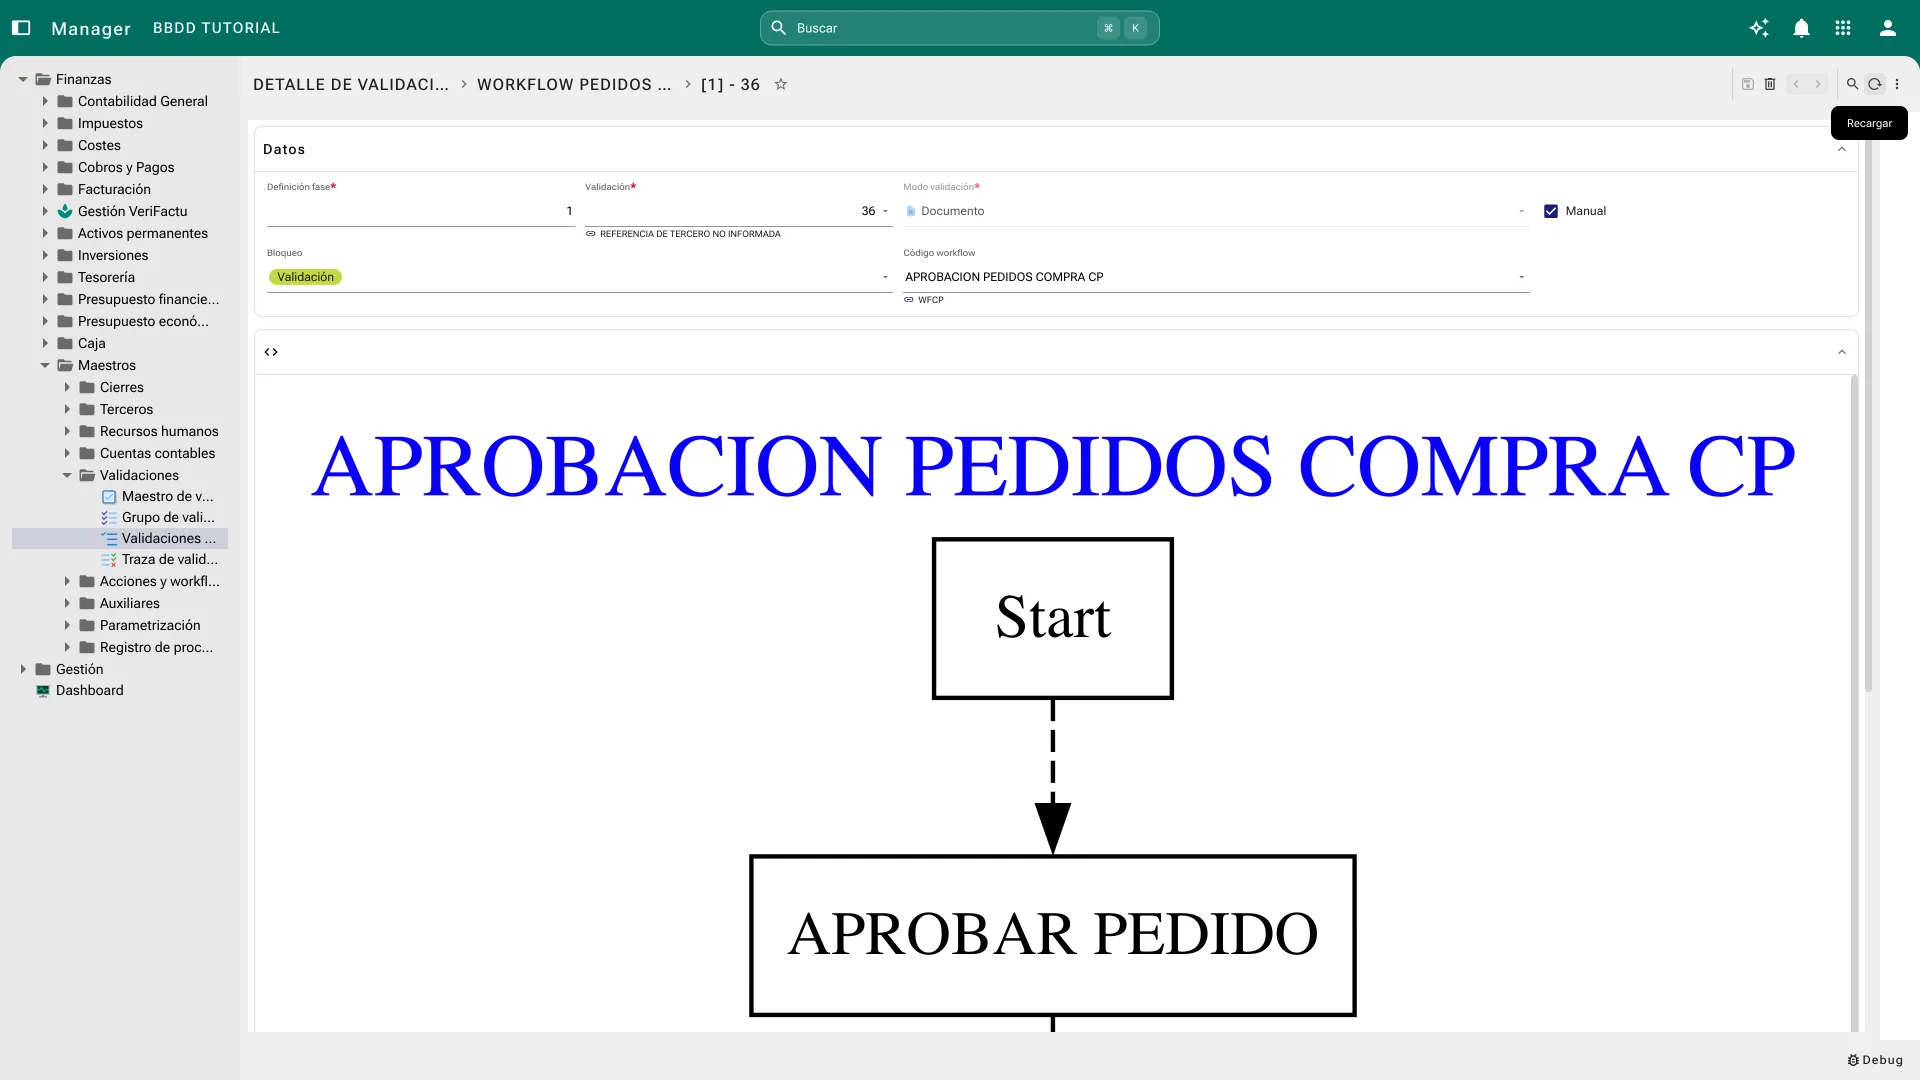 Manager
BBDD TUTORIAL
Buscar
⌘ K
Finanzas
Contabilidad General
Impuestos
Costes
Cobros y Pagos
Facturación
Gestión VeriFactu
Activos permanentes
Inversiones
Tesorería
Presupuesto financie...
Presupuesto econó...
Caja
Maestros
Cierres
Terceros
Recursos humanos
Cuentas contables
Validaciones
Maestro de v...
Grupo de vali...
Validaciones ...
Traza de valid...
Acciones y workfl...
Auxiliares
Parametrización
Registro de proc...
Gestión
Dashboard
DETALLE DE VALIDACI... > WORKFLOW PEDIDOS ... > [1] - 36
Recargar
Datos
Definición fase*
1
Validación*
36
REFERENCIA DE TERCERO NO INFORMADA
Modo validación*
Documento
Manual
Bloqueo
Validación
Código workflow
APROBACION PEDIDOS COMPRA CP
WFCP
APROBACION PEDIDOS COMPRA CP
Start
APROBAR PEDIDO
Debug